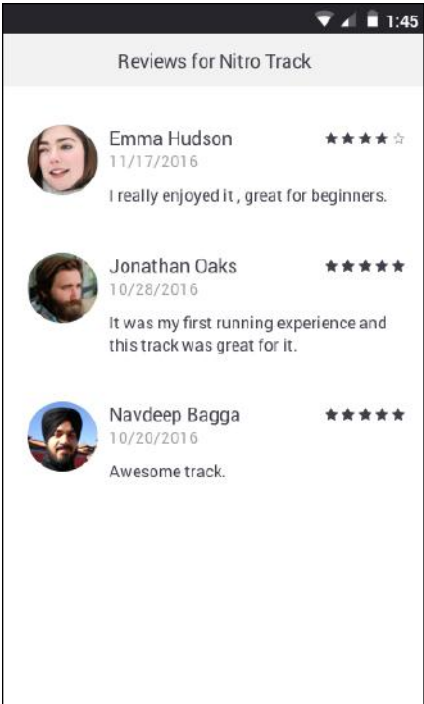 1:45
Reviews for Nitro Track
Emma Hudson
11/17/2016
I really enjoyed it, great for beginners.
Jonathan Oaks
10/28/2016
It was my first running experience and
this track was great for it.
Navdeep Bagga
10/20/2016
Awesome track.